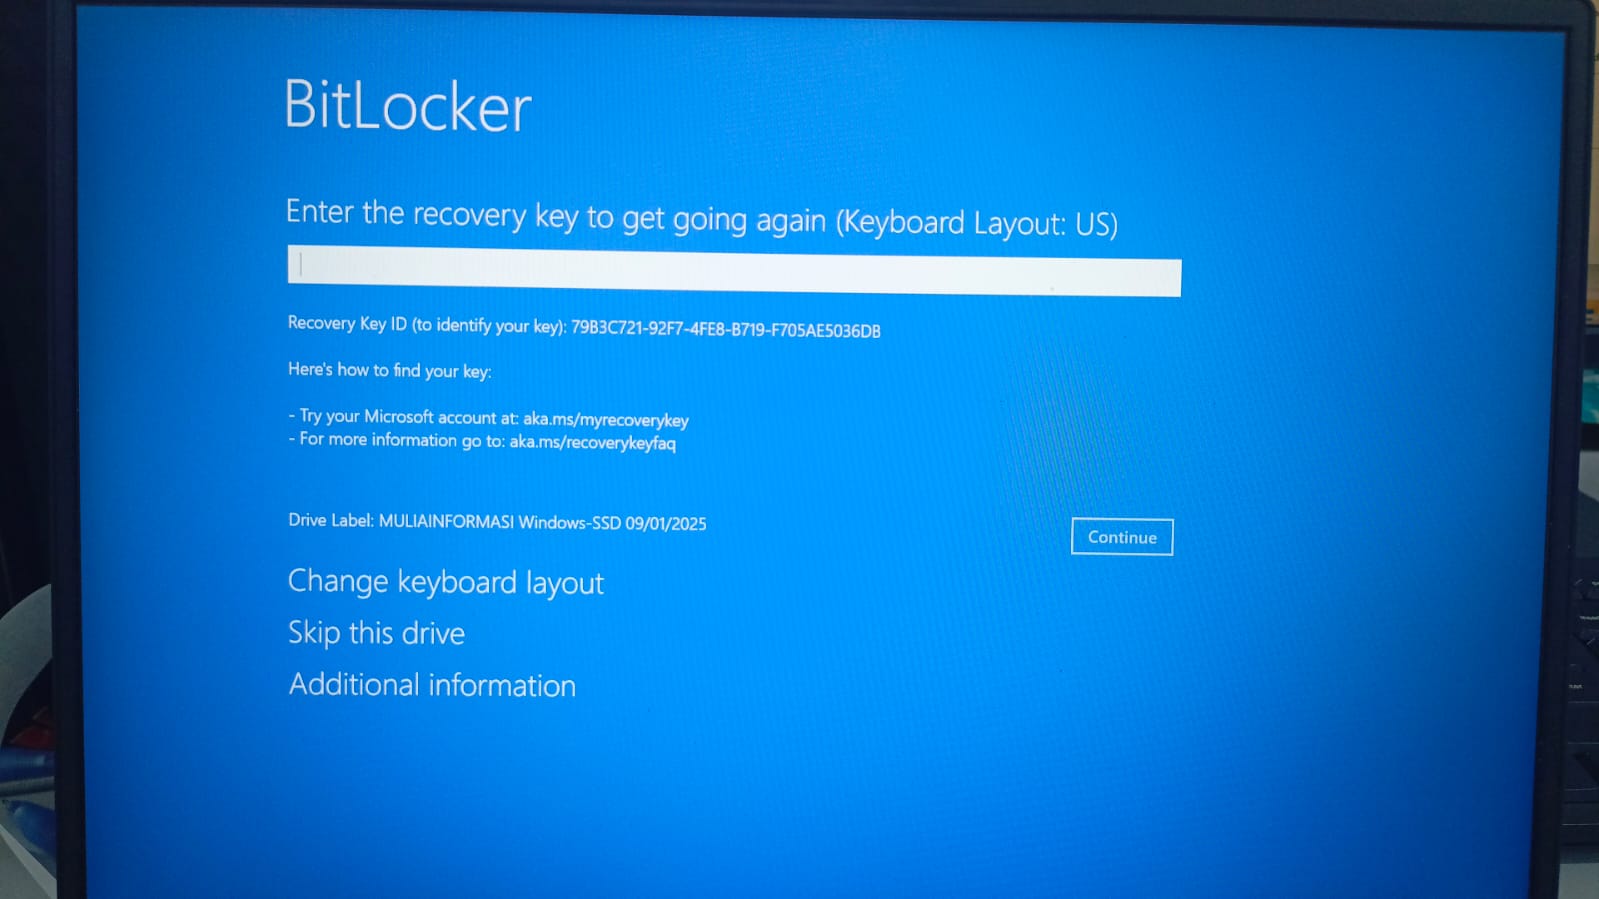 BitLocker
Enter the recovery key to get going again (Keyboard Layout: US)
Recovery Key ID (to identify your key): 79B3C721-92F7-4FE8-B719-F705AE5036DB
Here's how to find your key:
- Try your Microsoft account at: aka.ms/myrecoverykey
- For more information go to: aka.ms/recoverykeyfaq
Drive Label: MULIAINFORMASI Windows-SSD 09/01/2025
Continue
Change keyboard layout
Skip this drive
Additional information